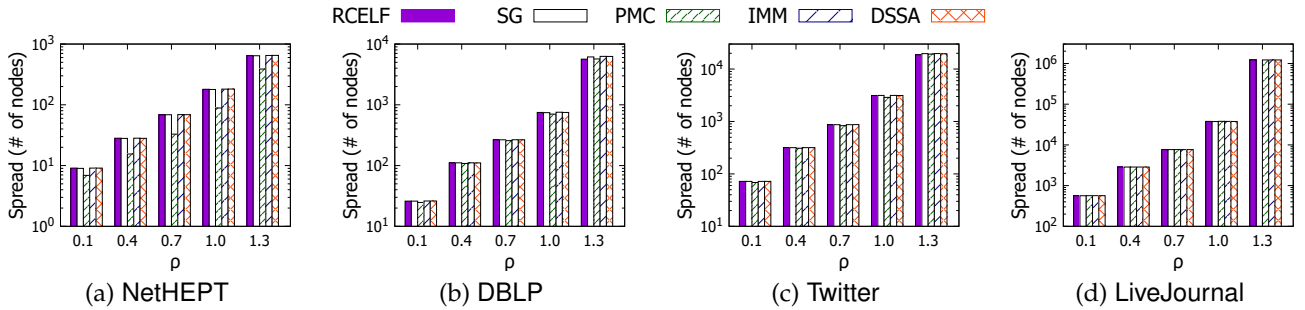 RCELF SG PMC IMM DSSA
Spread (# of nodes)
10^3
10^2
10^1
10^0
0.1 0.4 0.7 1.0 1.3
ρ
(a) NetHEPT
Spread (# of nodes)
10^4
10^3
10^2
10^1
0.1 0.4 0.7 1.0 1.3
ρ
(b) DBLP
Spread (# of nodes)
10^4
10^3
10^2
10^1
0.1 0.4 0.7 1.0 1.3
ρ
(c) Twitter
Spread (# of nodes)
10^6
10^5
10^4
10^3
10^2
0.1 0.4 0.7 1.0 1.3
ρ
(d) LiveJournal